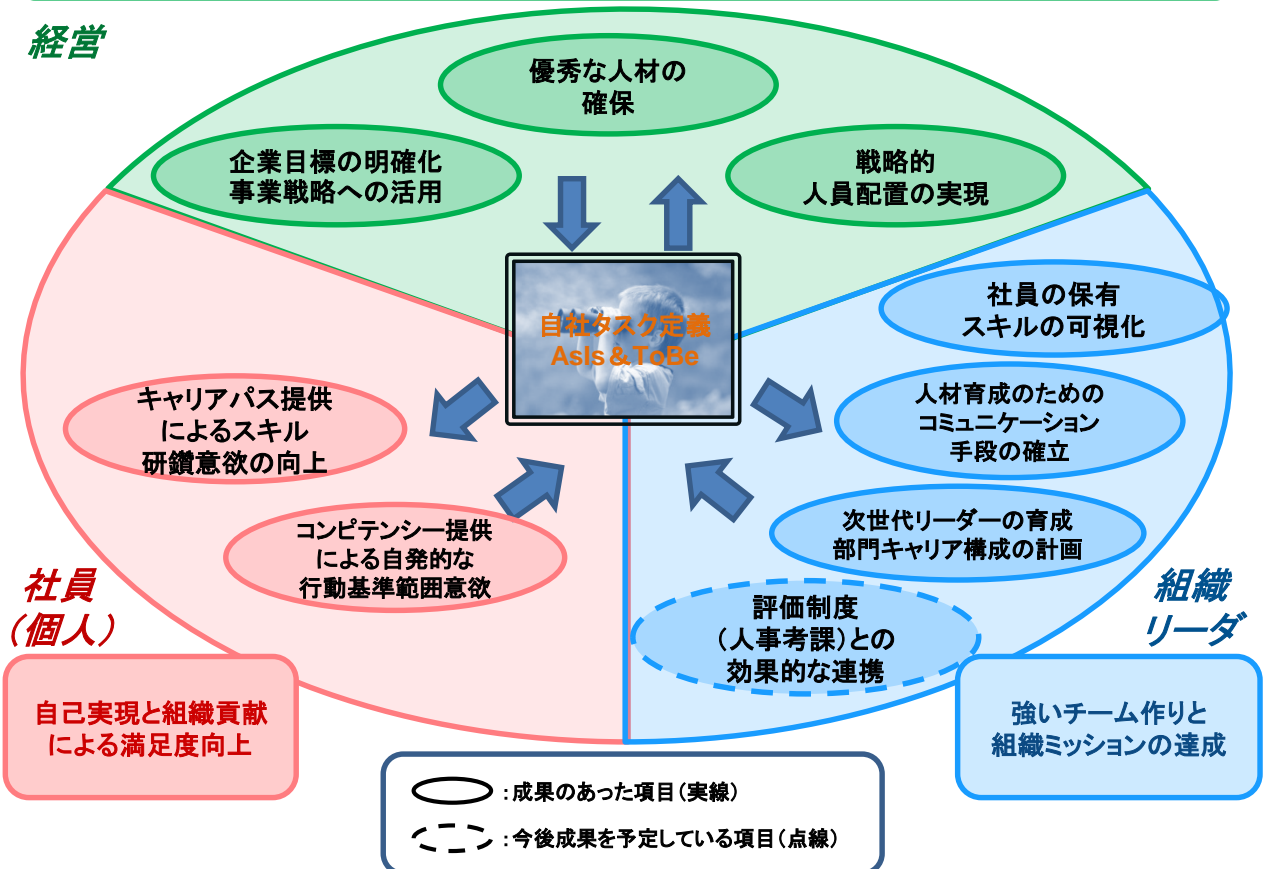 経営
優秀な人材の
確保
企業目標の明確化
事業戦略への活用
戦略的
人員配置の実現
自社タスク定義
AsIs＆ToBe
社員の保有
スキルの可視化
人材育成のための
コミュニケーション
手段の確立
次世代リーダーの育成
部門キャリア構成の計画
評価制度
（人事考課）との
効果的な連携
キャリアパス提供
によるスキル
研鑽意欲の向上
コンピテンシー提供
による自発的な
行動基準範囲意欲
社員
（個人）
自己実現と組織貢献
による満足度向上
組織
リーダ
強いチーム作りと
組織ミッションの達成
：成果のあった項目（実線）
：今後成果を予定している項目（点線）